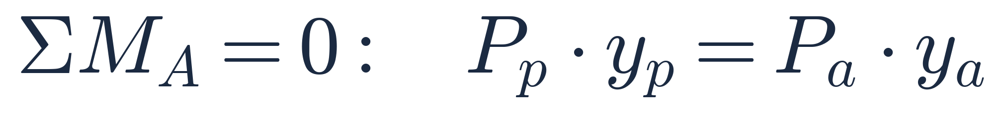 ΣM_A = 0 : P_p · y_p = P_a · y_a